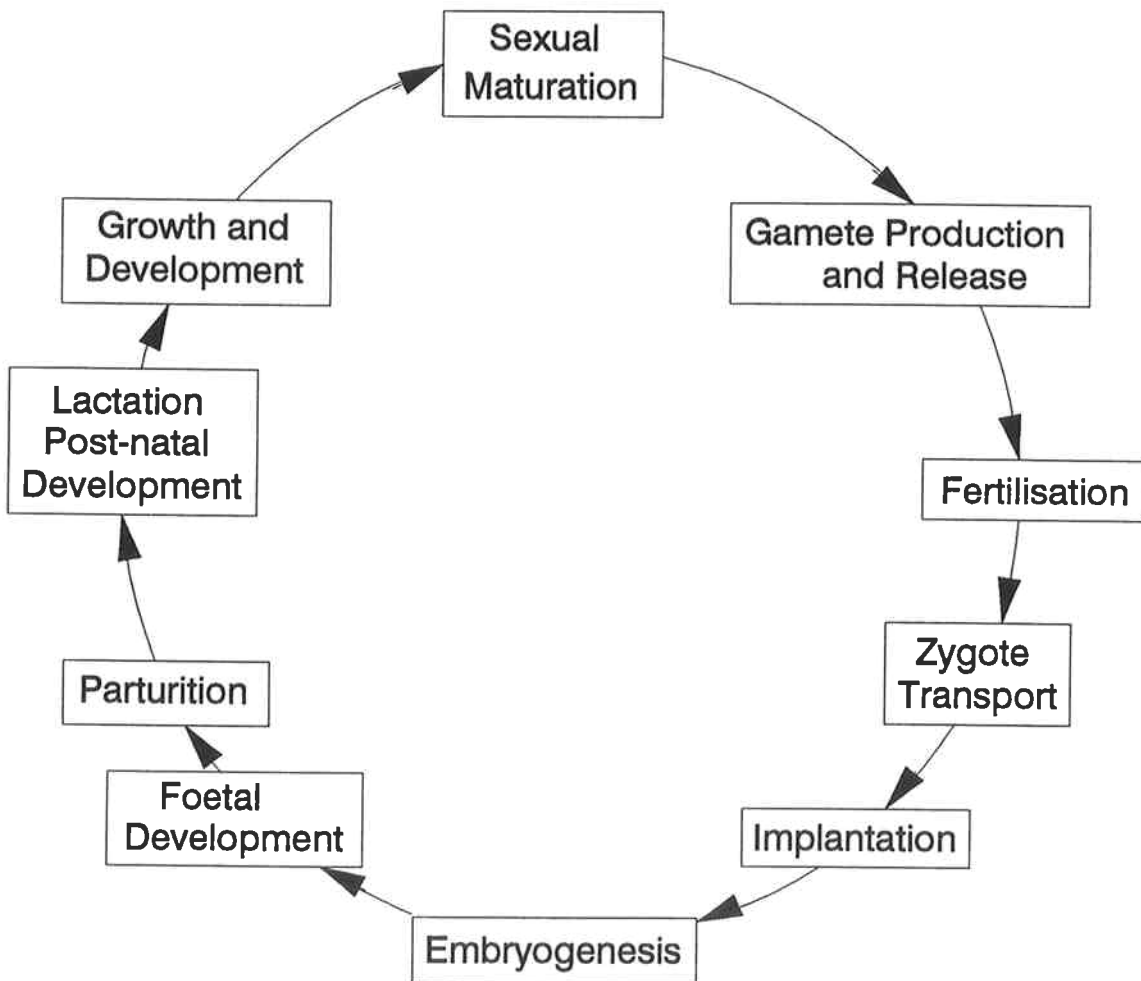 Sexual
Maturation
Gamete Production
and Release
Fertilisation
Zygote
Transport
Implantation
Embryogenesis
Foetal
Development
Parturition
Lactation
Post-natal
Development
Growth and
Development